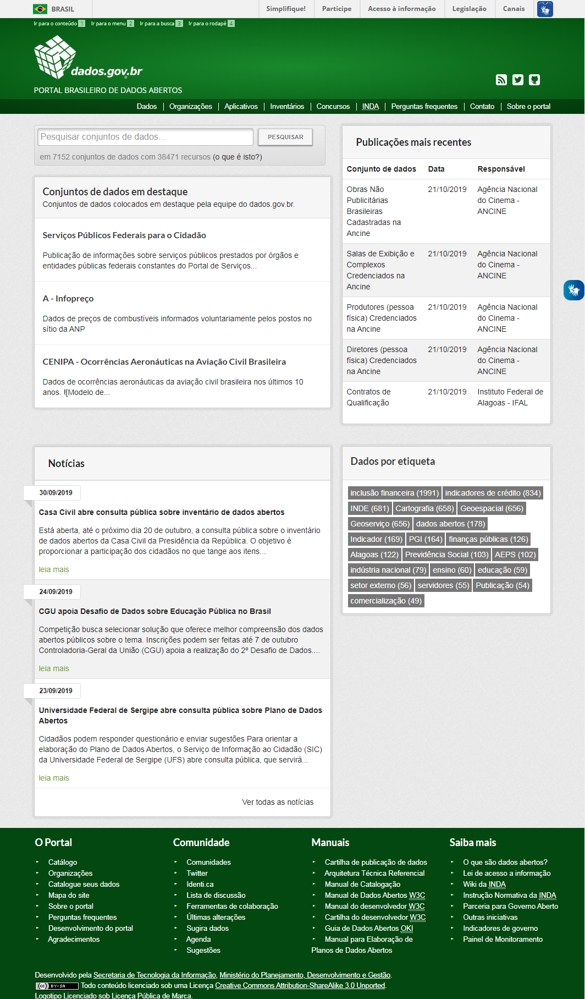 BRASIL
Simplifique!
Participe
Acesso à informação
Legislação
Canais
Ir para o conteúdo 1
Ir para o menu 2
Ir para a busca 3
Ir para o rodapé 4
dados.gov.br
PORTAL BRASILEIRO DE DADOS ABERTOS
Dados
Organizações
Aplicativos
Inventários
Concursos
INDA
Perguntas frequentes
Contato
Sobre o portal
Pesquisar conjuntos de dados...
PESQUISAR
em 7152 conjuntos de dados com 38471 recursos (o que é isto?)
Conjuntos de dados em destaque
Conjuntos de dados colocados em destaque pela equipe do dados.gov.br.
Serviços Públicos Federais para o Cidadão
Publicação de informações sobre serviços públicos prestados por órgãos e
entidades públicas federais constantes do Portal de Serviços...
A - Infopreço
Dados de preços de combustíveis informados voluntariamente pelos postos no
sítio da ANP
CENIPA - Ocorrências Aeronáuticas na Aviação Civil Brasileira
Dados de ocorrências aeronáuticas da aviação civil brasileira nos últimos 10
anos. ![Modelo de...
Publicações mais recentes
Conjunto de dados Data Responsável
Obras Não 21/10/2019 Agência Nacional
Publicitárias do Cinema -
Brasileiras ANCINE
Cadastradas na
Ancine
Salas de Exibição e 21/10/2019 Agência Nacional
Complexos do Cinema -
Credenciados na ANCINE
Ancine
Produtores (pessoa 21/10/2019 Agência Nacional
física) Credenciados do Cinema -
na Ancine ANCINE
Diretores (pessoa 21/10/2019 Agência Nacional
física) Credenciados do Cinema -
na Ancine ANCINE
Contratos de 21/10/2019 Instituto Federal de
Qualificação Alagoas - IFAL
Notícias
30/09/2019
Casa Civil abre consulta pública sobre inventário de dados abertos
Está aberta, até o próximo dia 20 de outubro, a consulta pública sobre o inventário
de dados abertos da Casa Civil da Presidência da República. O objetivo é
proporcionar a participação dos cidadãos no que tange aos itens...
leia mais
24/09/2019
CGU apoia Desafio de Dados sobre Educação Pública no Brasil
Competição busca selecionar solução que oferece melhor compreensão dos dados
abertos públicos sobre o tema. Inscrições podem ser feitas até 7 de outubro
Controladoria-Geral da União (CGU) apoia a realização do 2º Desafio de Dados....
leia mais
23/09/2019
Universidade Federal de Sergipe abre consulta pública sobre Plano de Dados
Abertos
Cidadãos podem responder questionário e enviar sugestões Para orientar a
elaboração do Plano de Dados Abertos, o Serviço de Informação ao Cidadão (SIC)
da Universidade Federal de Sergipe (UFS) abre consulta pública, que servirá...
leia mais
Ver todas as notícias
Dados por etiqueta
inclusão financeira (1991) indicadores de crédito (834)
INDE (681) Cartografia (658) Geoespacial (656)
Geoserviço (656) dados abertos (178)
Indicador (169) PGI (164) finanças públicas (126)
Alagoas (122) Previdência Social (103) AEPS (102)
indústria nacional (79) ensino (60) educação (59)
setor externo (56) servidores (55) Publicação (54)
comercialização (49)
O Portal
Catálogo
Organizações
Catalogue seus dados
Mapa do site
Sobre o portal
Perguntas frequentes
Desenvolvimento do portal
Agradecimentos
Comunidade
Comunidades
Twitter
Identi.ca
Lista de discussão
Ferramentas de colaboração
Últimas alterações
Sugira dados
Agenda
Sugestões
Manuais
Cartilha de publicação de dados
Arquitetura Técnica Referencial
Manual de Catalogação
Manual de Dados Abertos W3C
Manual do desenvolvedor W3C
Cartilha do desenvolvedor W3C
Guia de Dados Abertos OKI
Manual para Elaboração de
Planos de Dados Abertos
Saiba mais
O que são dados abertos?
Lei de acesso a informação
Wiki da INDA
Instrução Normativa da INDA
Parceria para Governo Aberto
Outras iniciativas
Indicadores de governo
Painel de Monitoramento
Desenvolvido pela Secretaria de Tecnologia da Informação, Ministério do Planejamento, Desenvolvimento e Gestão.
cc BY-SA Todo conteúdo licenciado sob uma Licença Creative Commons Attribution-ShareAlike 3.0 Unported.
Logotipo Licenciado sob Licença Pública de Marca.